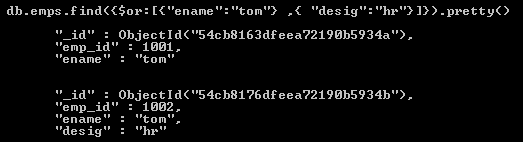 db.emps.find({$or:[{"ename":"tom"} ,{ "desig":"hr"}]}).pretty()
"_id" : ObjectId("54cb8163dfeea72190b5934a"),
"emp_id" : 1001,
"ename" : "tom"
"_id" : ObjectId("54cb8176dfeea72190b5934b"),
"emp_id" : 1002,
"ename" : "tom",
"desig" : "hr"